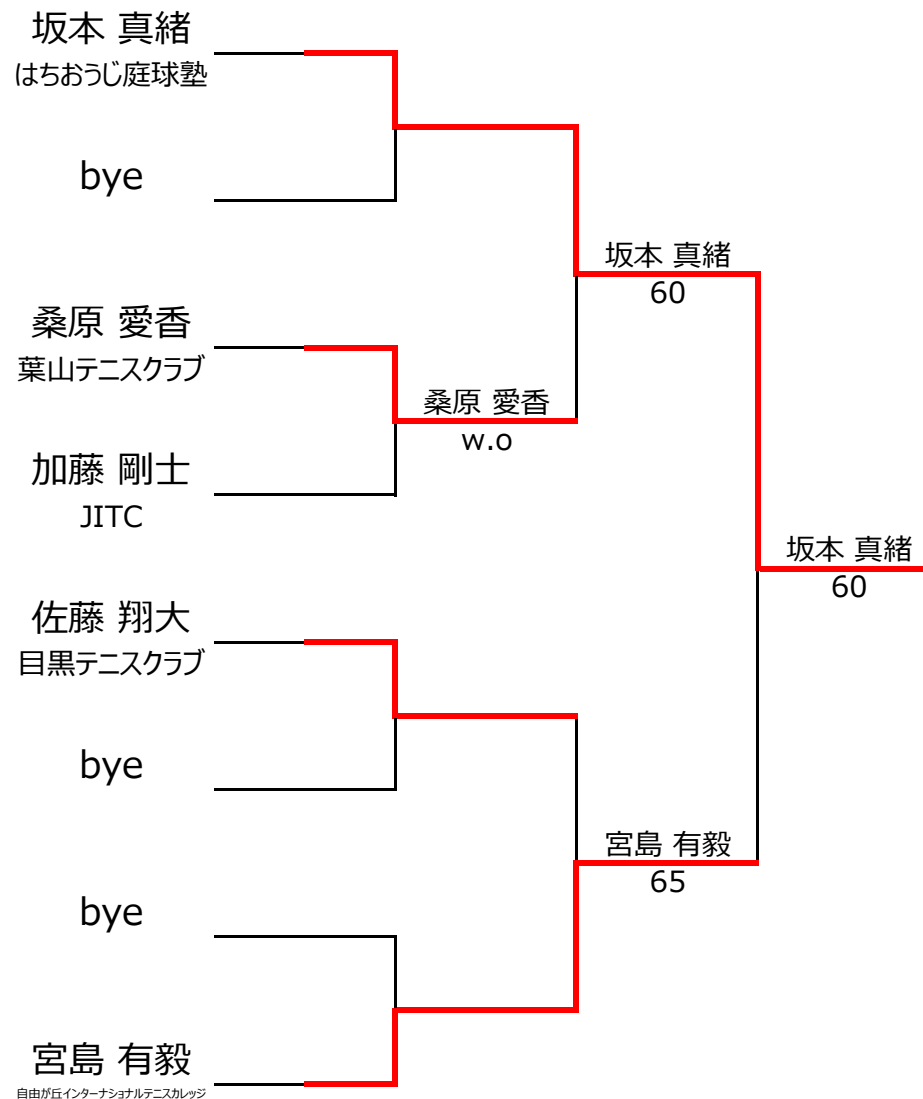 坂本 真緒
はちおうじ庭球塾
bye
桑原 愛香
葉山テニスクラブ
加藤 剛士
JITC
佐藤 翔大
目黒テニスクラブ
bye
bye
宮島 有毅
自由が丘インターナショナルテニスカレッジ
桑原 愛香
w.o
坂本 真緒
60
宮島 有毅
65
坂本 真緒
60